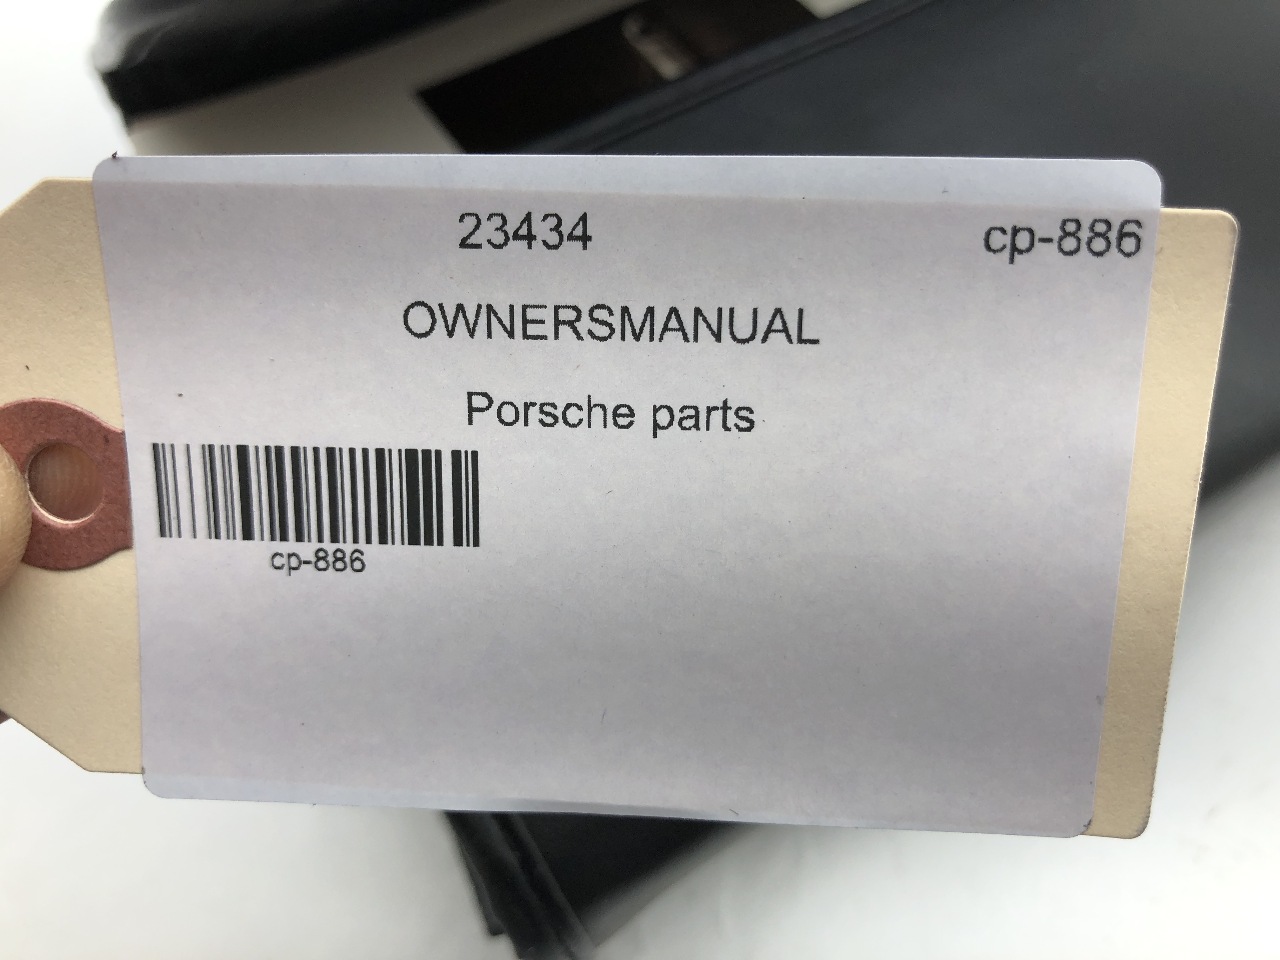 23434 cp-886
OWNERSMANUAL
Porsche parts
cp-886